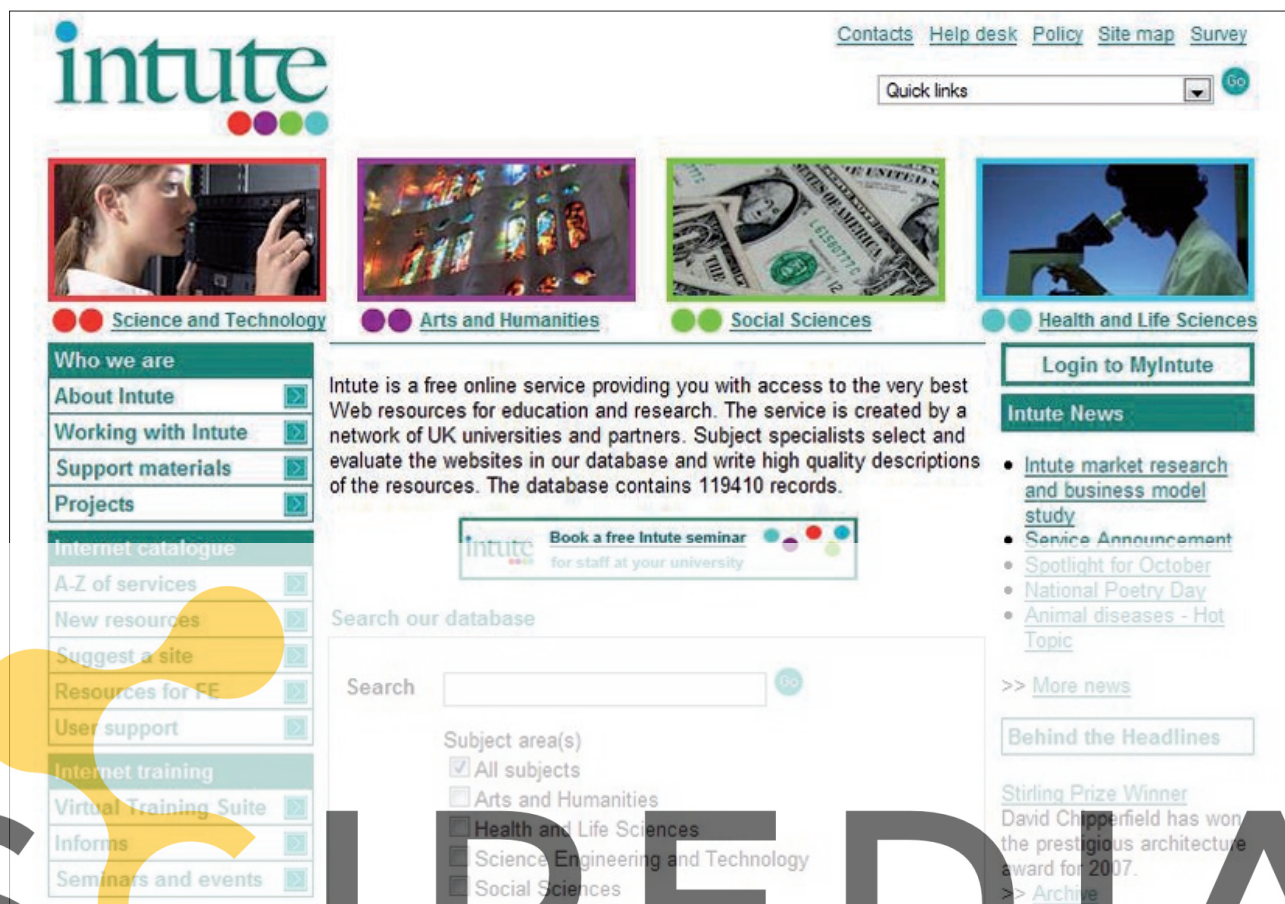 intute
Contacts Help desk Policy Site map Survey
Quick links
Go
Science and Technology
Arts and Humanities
Social Sciences
Health and Life Sciences
Who we are
About Intute
Working with Intute
Support materials
Projects
Internet catalogue
A-Z of services
New resources
Suggest a site
Resources for FE
User support
Internet training
Virtual Training Suite
Informs
Seminars and events
Intute is a free online service providing you with access to the very best
Web resources for education and research. The service is created by a
network of UK universities and partners. Subject specialists select and
evaluate the websites in our database and write high quality descriptions
of the resources. The database contains 119410 records.
intute
Book a free Intute seminar
for staff at your university
Search our database
Search
Go
Subject area(s)
All subjects
Arts and Humanities
Health and Life Sciences
Science Engineering and Technology
Social Sciences
Login to MyIntute
Intute News
Intute market research
and business model
study
Service Announcement
Spotlight for October
National Poetry Day
Animal diseases - Hot
Topic
>> More news
Behind the Headlines
Stirling Prize Winner
David Chipperfield has won
the prestigious architecture
award for 2007.
>> Archive
SCIPEDIA